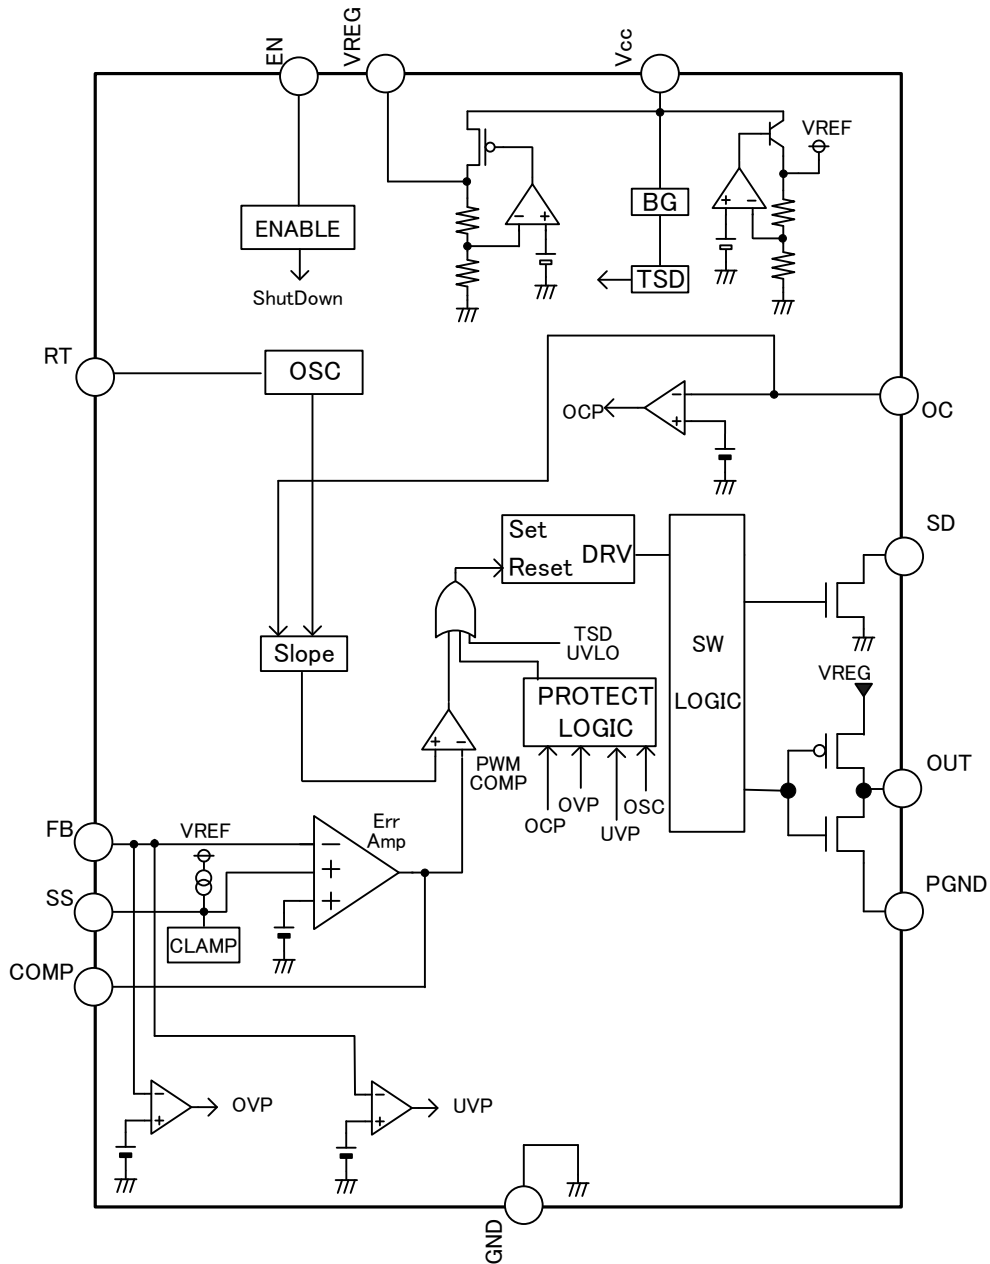 EN
VREG
Vcc
VREF
ENABLE
BG
ShutDown
TSD
RT
OSC
OCP
OC
Set
Reset
DRV
SD
TSD
UVLO
SW
LOGIC
Slope
PROTECT
LOGIC
VREG
PWM
COMP
OCP
OVP
UVP
OSC
OUT
FB
VREF
Err
Amp
SS
CLAMP
PGND
COMP
OVP
UVP
GND